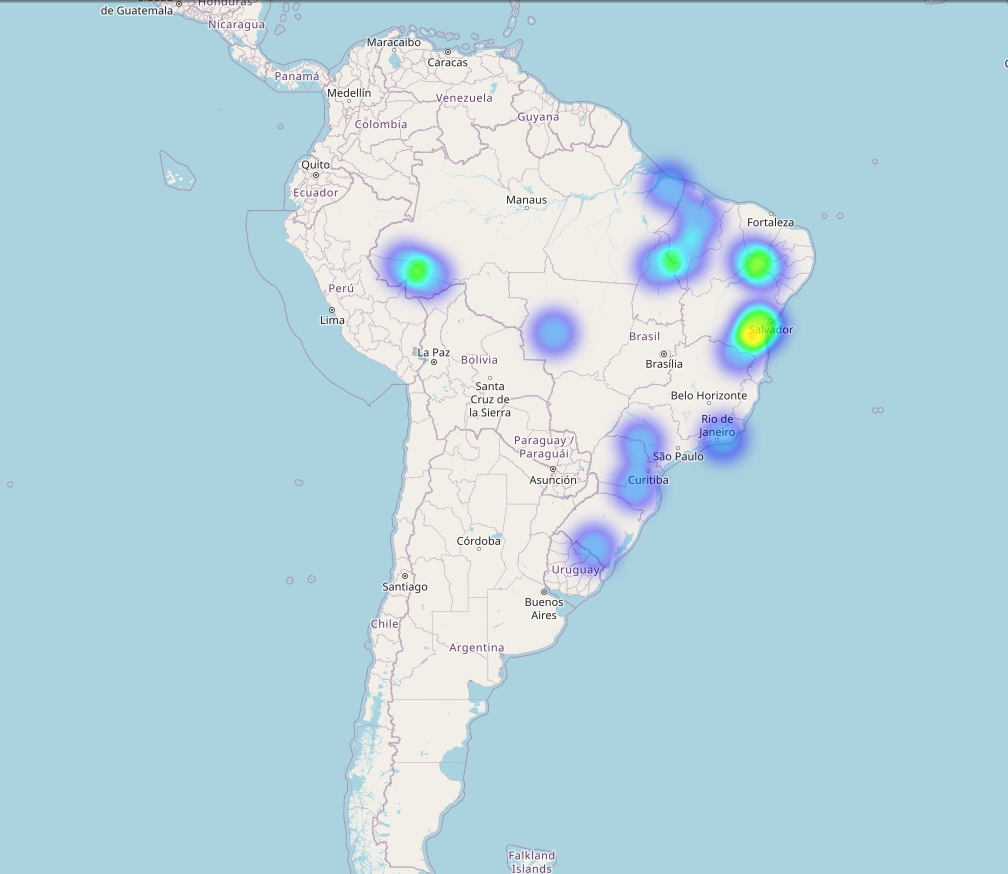 Honduras
de Guatemala
Nicaragua
Maracaibo
Caracas
Panamá
Medellín
Venezuela
Guyana
Colombia
Quito
Ecuador
Manaus
Fortaleza
Perú
Lima
Brasil
Salvador
La Paz
Bolivia
Brasília
Santa
Cruz de
la Sierra
Belo Horizonte
Rio de
Janeiro
Paraguay /
Paraguái
São Paulo
Asunción
Curitiba
Córdoba
Uruguay
Santiago
Buenos
Aires
Chile
Argentina
Falkland
Islands